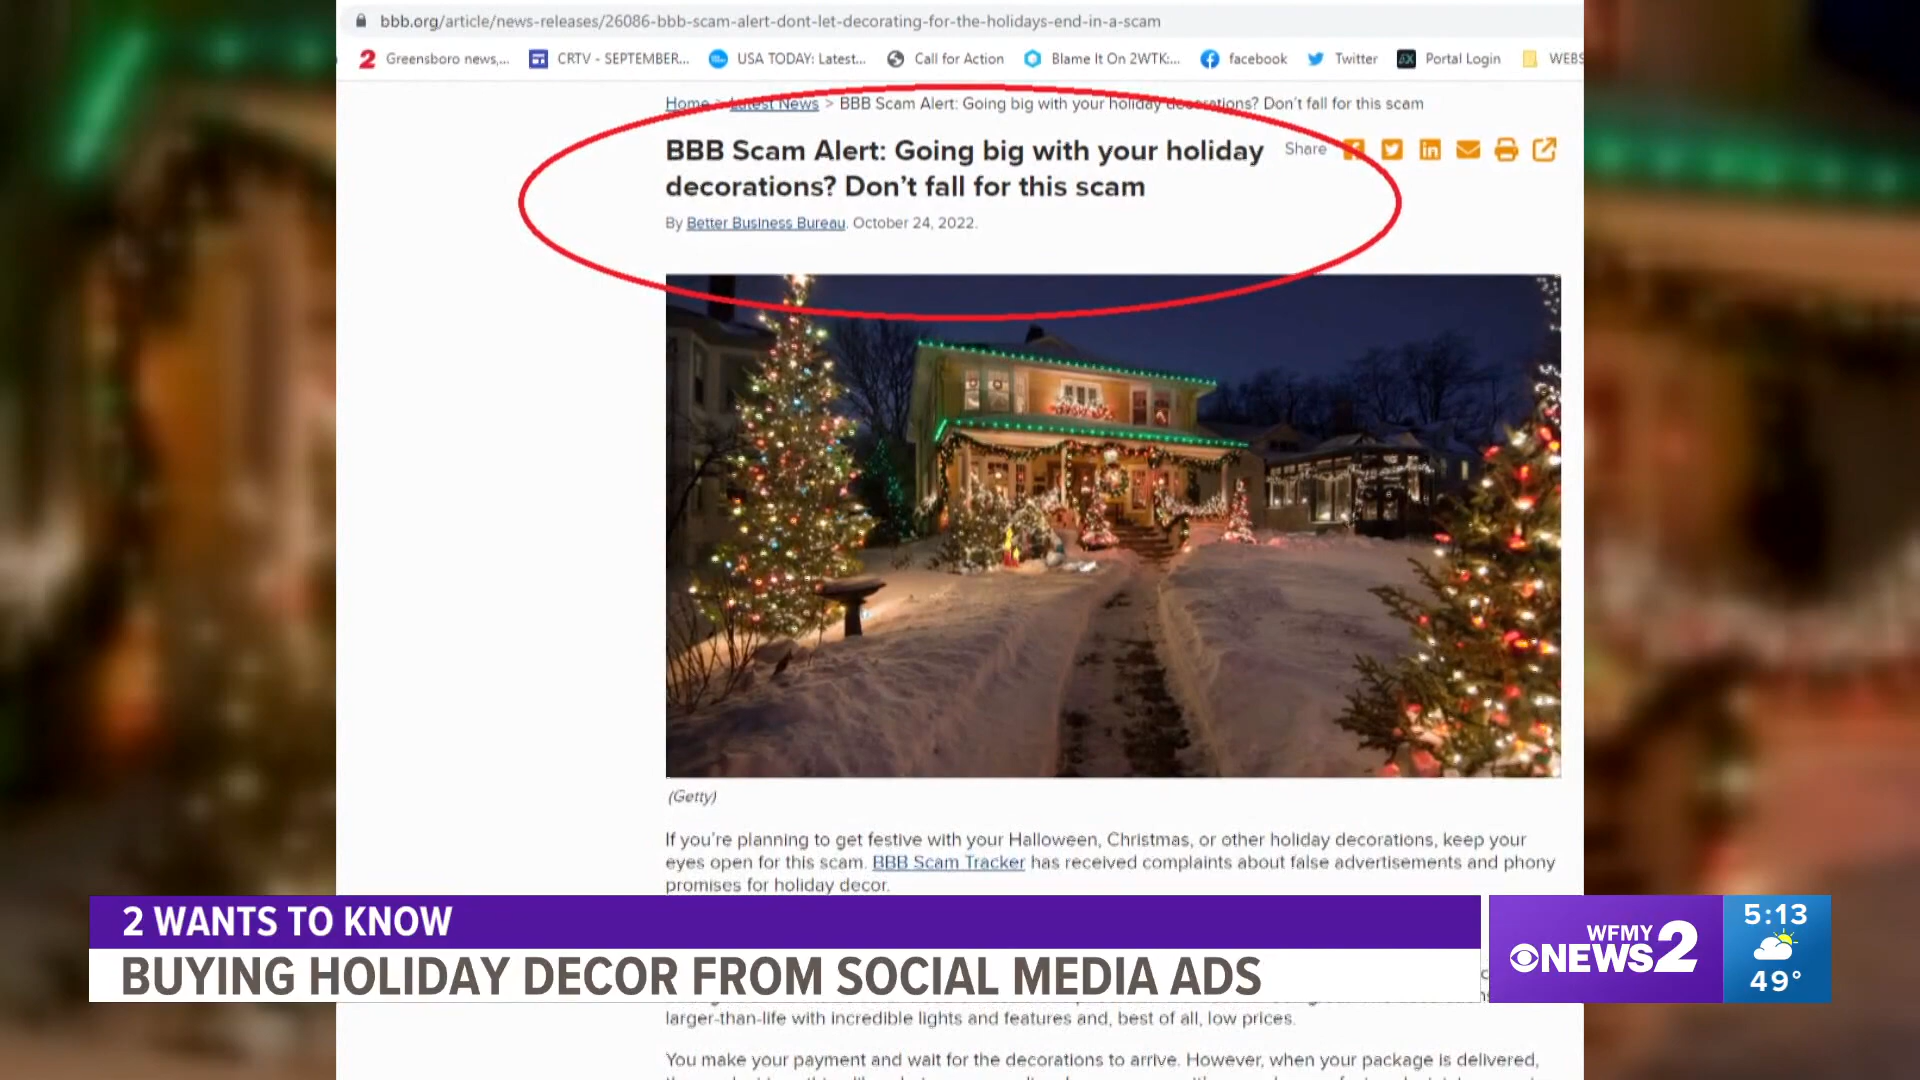 bbb.org/article/news-releases/26086-bbb-scam-alert-dont-let-decorating-for-the-holidays-end-in-a-scam
2 Greensboro news,... CRTV - SEPTEMBER... USA TODAY: Latest... Call for Action Blame It On 2WTK:... facebook Twitter Portal Login WEBS
Home > Latest News > BBB Scam Alert: Going big with your holiday decorations? Don't fall for this scam
BBB Scam Alert: Going big with your holiday
decorations? Don't fall for this scam
Share
By Better Business Bureau. October 24, 2022.
(Getty)
If you're planning to get festive with your Halloween, Christmas, or other holiday decorations, keep your
eyes open for this scam. BBB Scam Tracker has received complaints about false advertisements and phony
promises for holiday decor.
2 WANTS TO KNOW
BUYING HOLIDAY DECOR FROM SOCIAL MEDIA ADS
WFMY
NEWS 2
5:13
49°
larger-than-life with incredible lights and features and, best of all, low prices.
You make your payment and wait for the decorations to arrive. However, when your package is delivered,